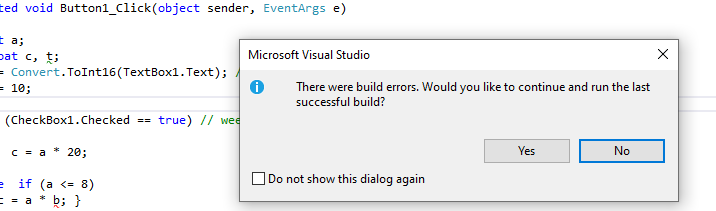 ted void Button1_Click(object sender, EventArgs e)
t a;
oat c, t;
= Convert.ToInt16(TextBox1.Text); /
= 10;
(CheckBox1.Checked == true) // wee
c = a * 20;
e if (a <= 8)
c = a * b; }
Microsoft Visual Studio
There were build errors. Would you like to continue and run the last
successful build?
Yes
No
Do not show this dialog again